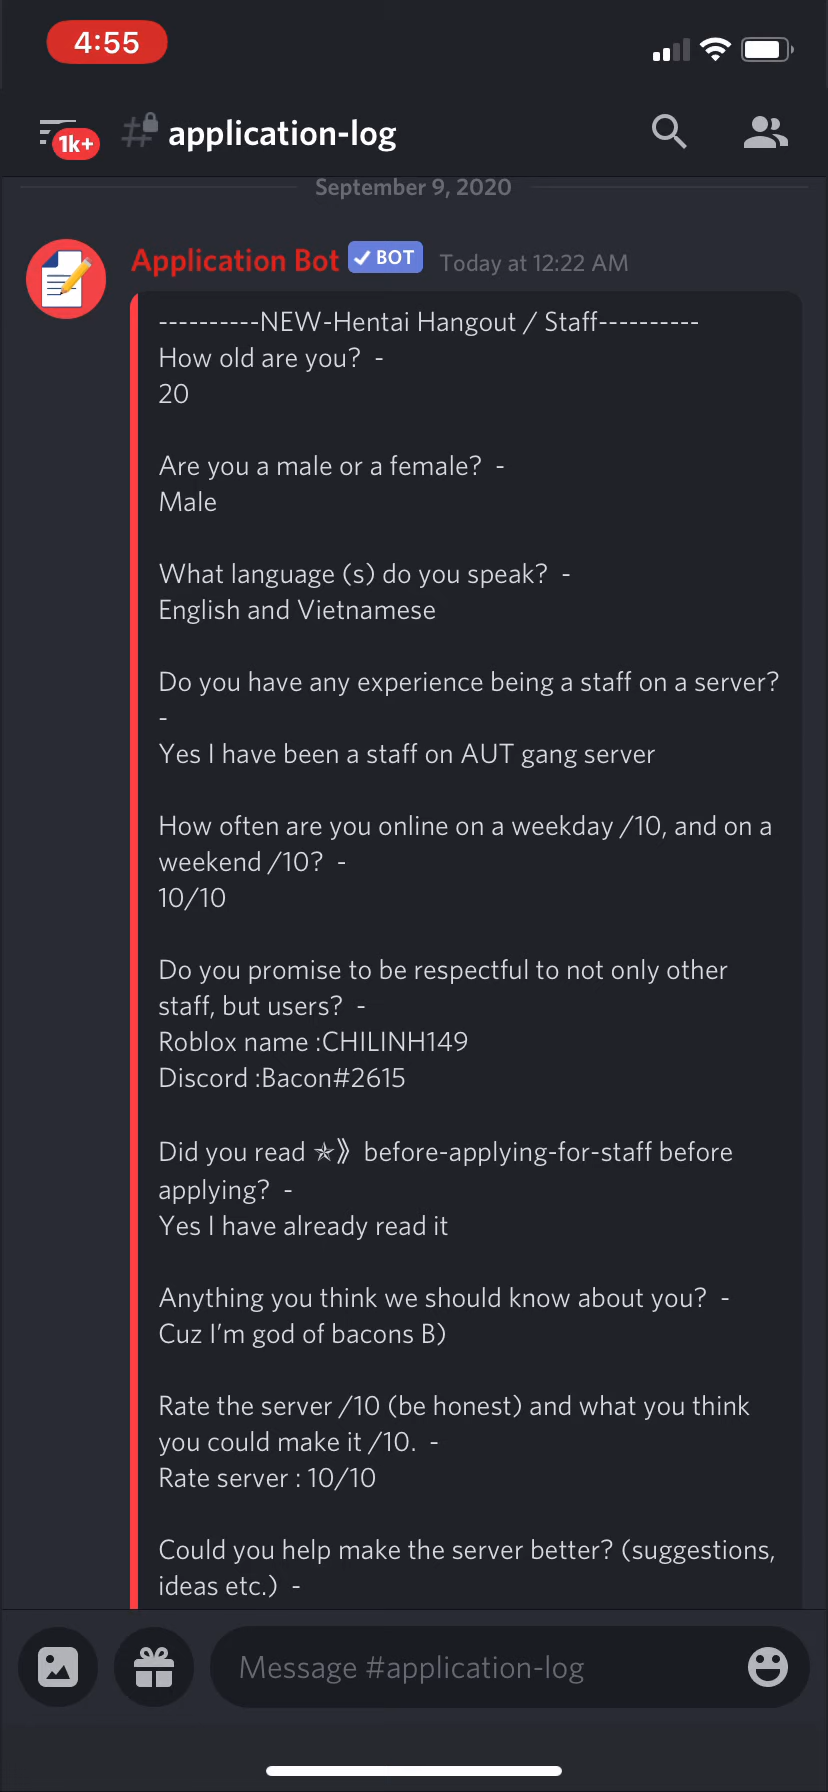 4:55
1k+
application-log
September 9, 2020
Application Bot BOT Today at 12:22 AM
----------NEW-Hentai Hangout / Staff----------
How old are you? -
20
Are you a male or a female? -
Male
What language (s) do you speak? -
English and Vietnamese
Do you have any experience being a staff on a server?
-
Yes I have been a staff on AUT gang server
How often are you online on a weekday /10, and on a
weekend /10? -
10/10
Do you promise to be respectful to not only other
staff, but users? -
Roblox name :CHILINH149
Discord :Bacon#2615
Did you read ✯》 before-applying-for-staff before
applying? -
Yes I have already read it
Anything you think we should know about you? -
Cuz I'm god of bacons B)
Rate the server /10 (be honest) and what you think
you could make it /10. -
Rate server : 10/10
Could you help make the server better? (suggestions,
ideas etc.) -
Message #application-log